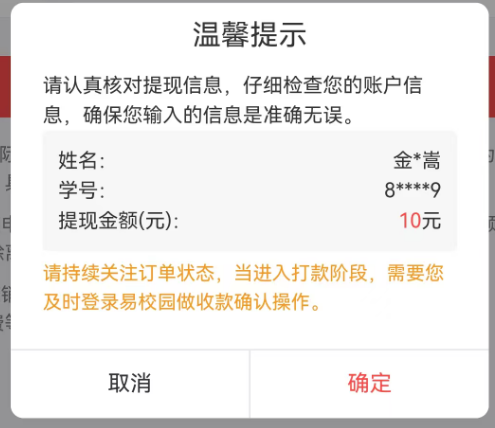 温馨提示
请认真核对提现信息，仔细检查您的账户信
息，确保您输入的信息是准确无误。
姓名：
金*嵩
学号：
8****9
提现金额(元)：
10元
请持续关注订单状态，当进入打款阶段，需要您
及时登录易校园做收款确认操作。
取消
确定